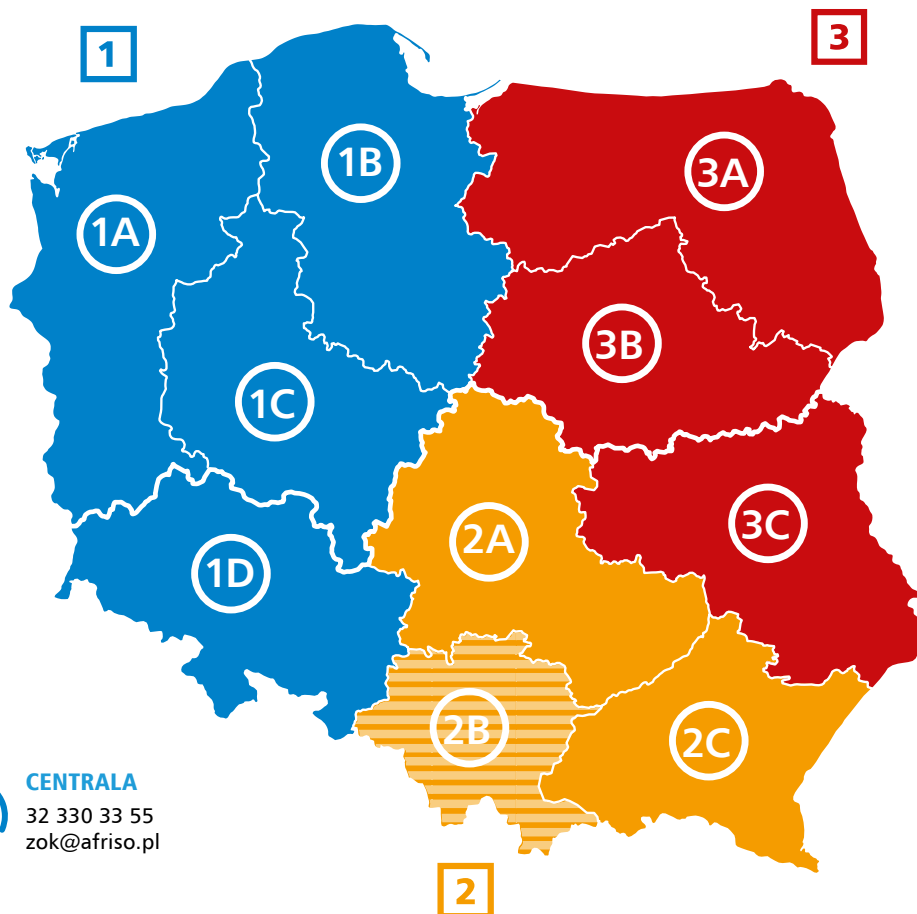 1
3
1B
3A
1A
3B
1C
3C
2A
1D
2B
2C
CENTRALA
32 330 33 55
zok@afriso.pl
2